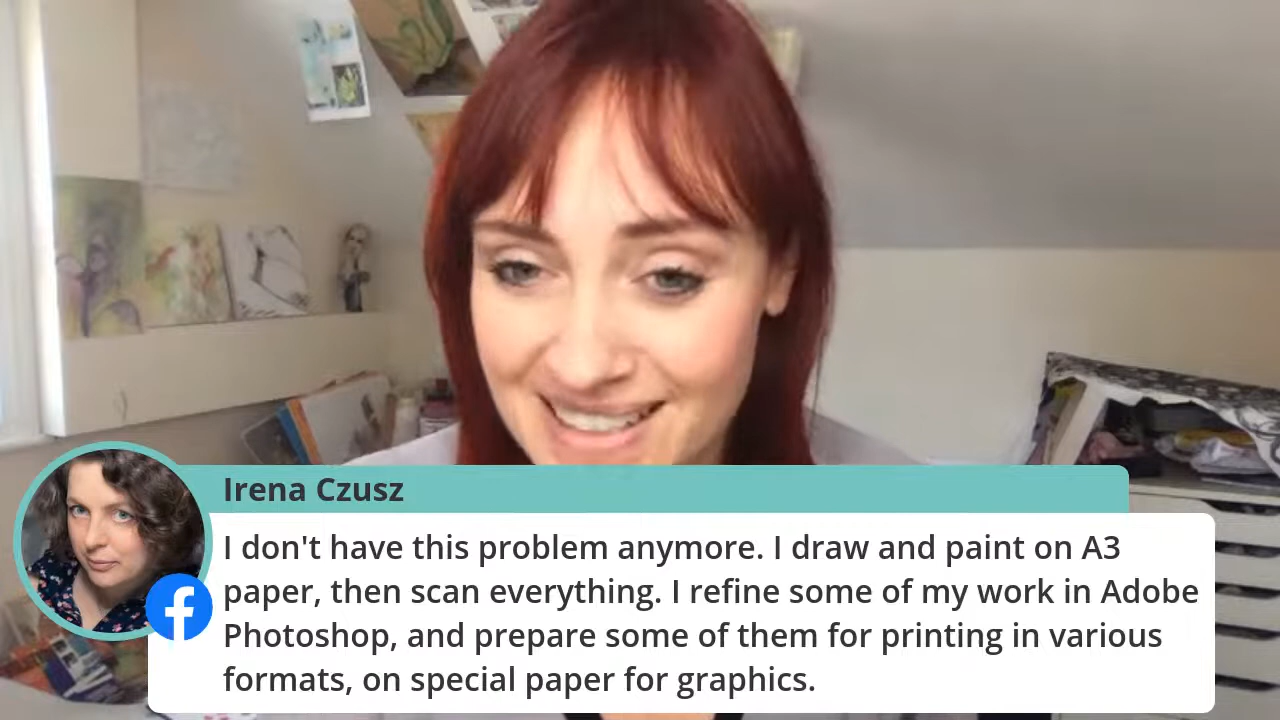 Irena Czusz
I don't have this problem anymore. I draw and paint on A3
paper, then scan everything. I refine some of my work in Adobe
Photoshop, and prepare some of them for printing in various
formats, on special paper for graphics.